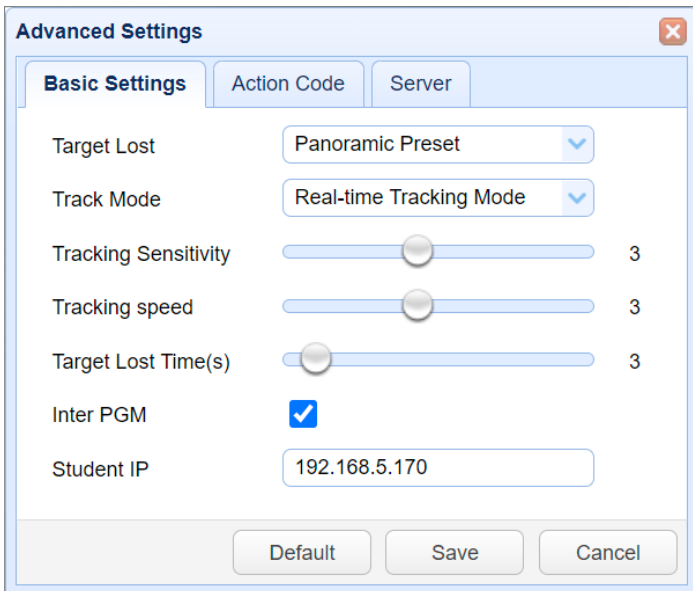 Advanced Settings
Basic Settings Action Code Server
Target Lost Panoramic Preset
Track Mode Real-time Tracking Mode
Tracking Sensitivity 3
Tracking speed 3
Target Lost Time(s) 3
Inter PGM
Student IP 192.168.5.170
Default Save Cancel